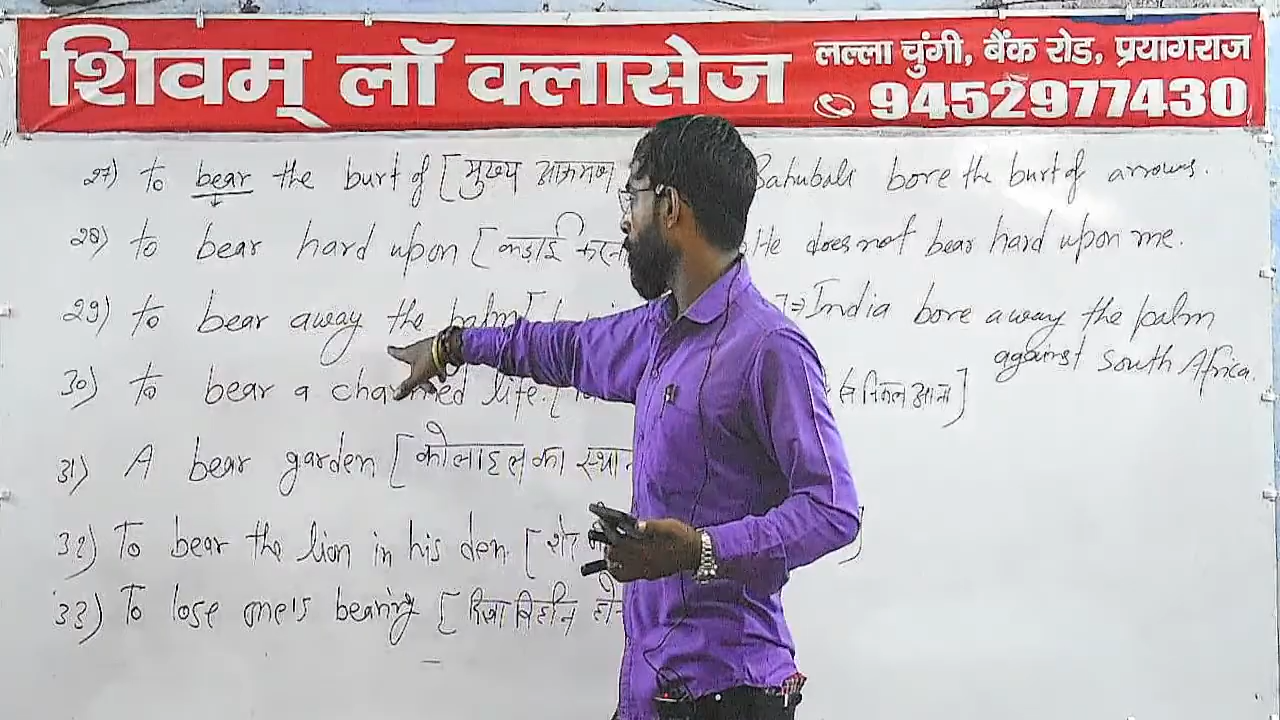 शिवम् लॉ क्लासेज
लल्ला चुंगी, बैंक रोड, प्रयागराज
9452977430
27) To bear the burt of [मुख्य आक्रमण Bahubali bore the burt of arrows.
28) To bear hard upon [कड़ाई करना He does not bear hard upon me.
29) To bear away the palm [ ]⇒ India bore away the palm
against South Africa.
30) To bear a charmed life. [ से निकल आना]
31) A bear garden [कोलाहल का स्थान
32) To bear the lion in his den [शेर ]
33) To lose one's bearing [दिशा विहीन